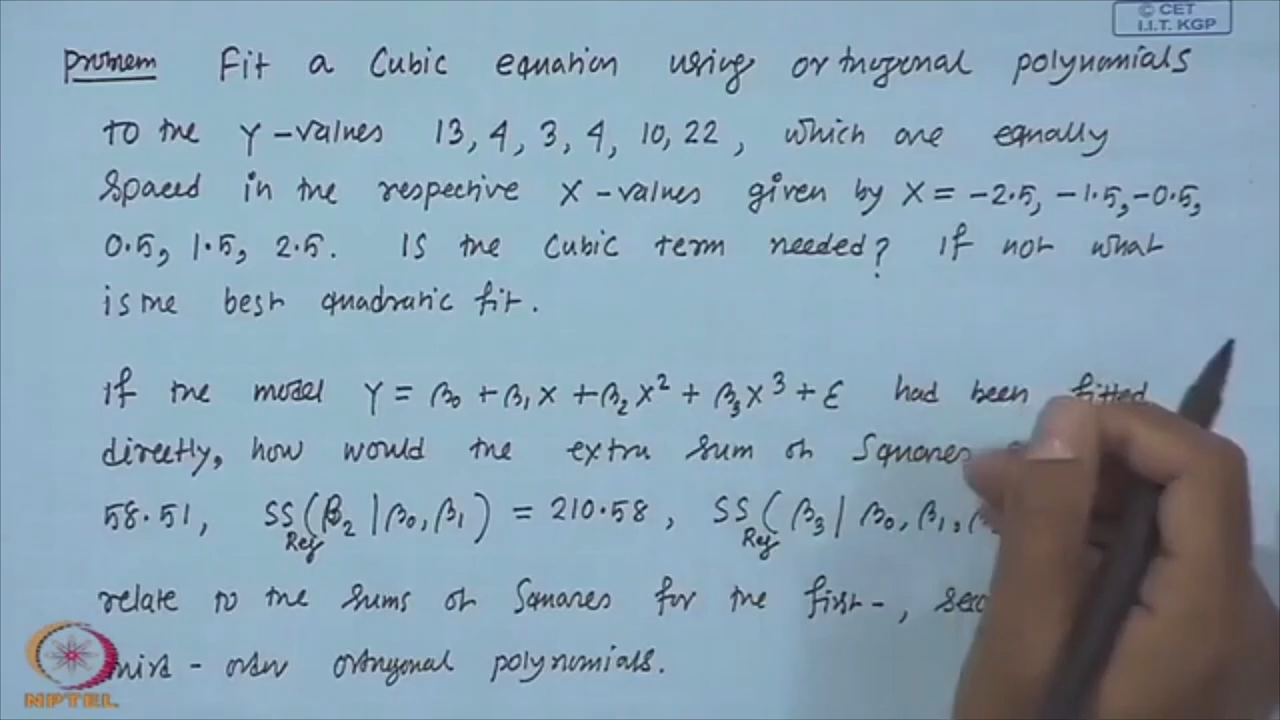 © CET
I.I.T. KGP
Problem Fit a Cubic equation using orthogonal polynomials
to the Y-values 13, 4, 3, 4, 10, 22, which are equally
spaced in the respective X-values given by X = -2.5, -1.5, -0.5,
0.5, 1.5, 2.5. Is the cubic term needed? If not what
is the best quadratic fit.
If the model Y = β₀ + β₁X + β₂X² + β₃X³ + ε had been fitted
directly, how would the extra sum of Squares
58.51, SS_Reg(β₂ | β₀, β₁) = 210.58, SS_Reg(β₃ | β₀, β₁,
relate to the sums of Squares for the first-,
third-order orthogonal polynomials.
NPTEL